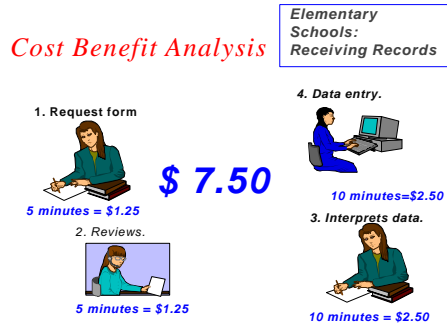 Cost Benefit Analysis
Elementary
Schools:
Receiving Records
1. Request form
5 minutes = $1.25
2. Reviews.
5 minutes = $1.25
$ 7.50
4. Data entry.
10 minutes=$2.50
3. Interprets data.
10 minutes = $2.50